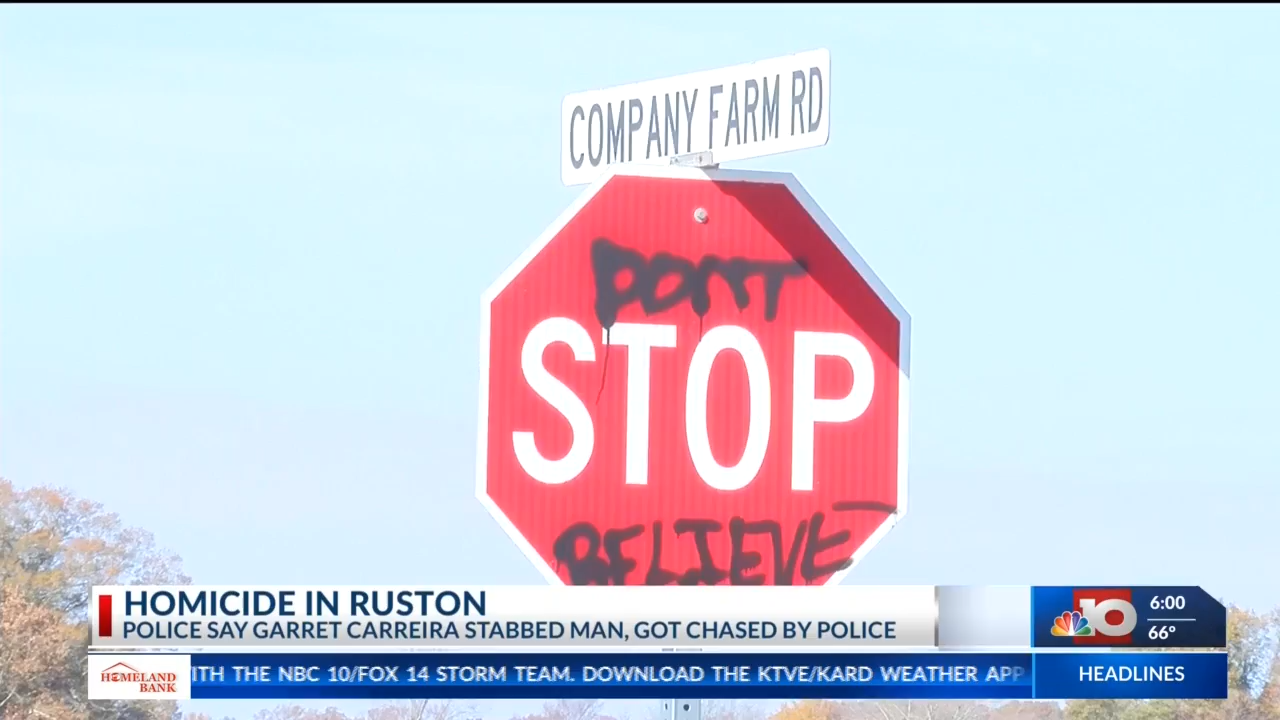 COMPANY FARM RD
DONT
STOP
BELIEVE
HOMICIDE IN RUSTON
POLICE SAY GARRET CARREIRA STABBED MAN, GOT CHASED BY POLICE
10
6:00
66°
HOMELAND
BANK
ITH THE NBC 10/FOX 14 STORM TEAM. DOWNLOAD THE KTVE/KARD WEATHER APP
HEADLINES